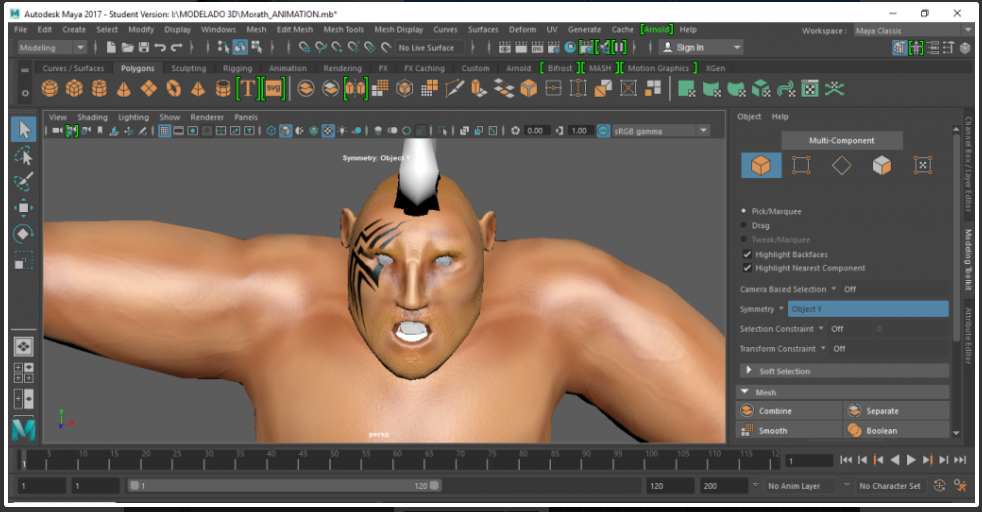 Autodesk Maya 2017 - Student Version: I:\MODELADO 3D\Morath_ANIMATION.mb*
File Edit Create Select Modify Display Windows Mesh Edit Mesh Mesh Tools Mesh Display Curves Surfaces Deform UV Generate Cache [Arnold] Help Workspace : Maya Classic
Modeling No Live Surface Sign In
Curves / Surfaces Polygons Sculpting Rigging Animation Rendering FX FX Caching Custom Arnold [ Bifrost ] [ MASH ] [ Motion Graphics ] XGen
T SVG
View Shading Lighting Show Renderer Panels
0.00 1.00 sRGB gamma
Symmetry: Object Y
persp
Object Help
Multi-Component
Pick/Marquee
Drag
Tweak/Marquee
Highlight Backfaces
Highlight Nearest Component
Camera Based Selection Off
Symmetry Object Y
Selection Constraint Off 0
Transform Constraint Off
Soft Selection
Mesh
Combine Separate
Smooth Boolean
Channel Box / Layer Editor
Modeling Toolkit
Attribute Editor
1 5 10 15 20 25 30 35 40 45 50 55 60 65 70 75 80 85 90 95 100 105 110 115 12 1
1 1 1 120 120 200 No Anim Layer No Character Set